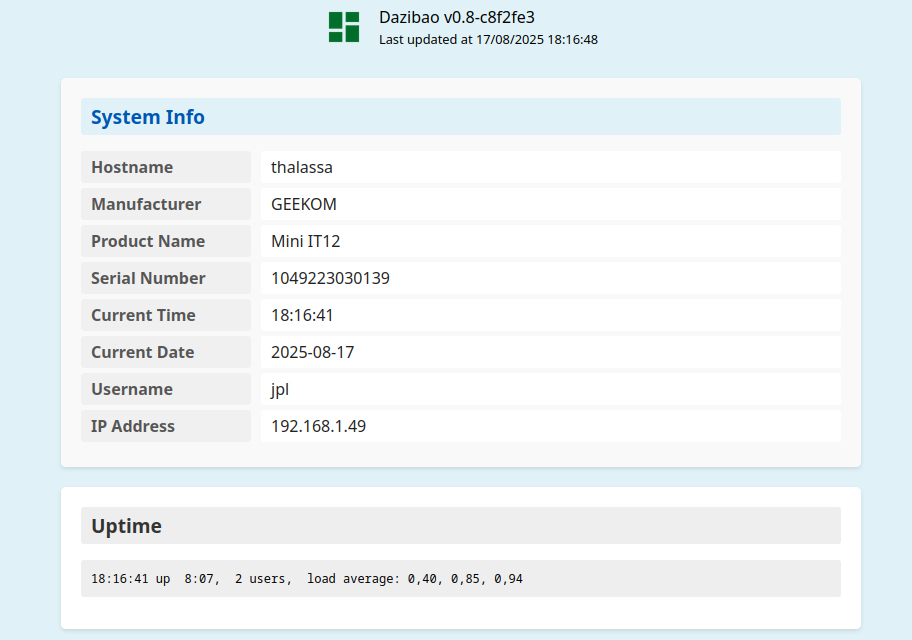 Dazibao v0.8-c8f2fe3
Last updated at 17/08/2025 18:16:48
System Info
Hostname thalassa
Manufacturer GEEKOM
Product Name Mini IT12
Serial Number 1049223030139
Current Time 18:16:41
Current Date 2025-08-17
Username jpl
IP Address 192.168.1.49
Uptime
18:16:41 up  8:07,  2 users,  load average: 0,40, 0,85, 0,94